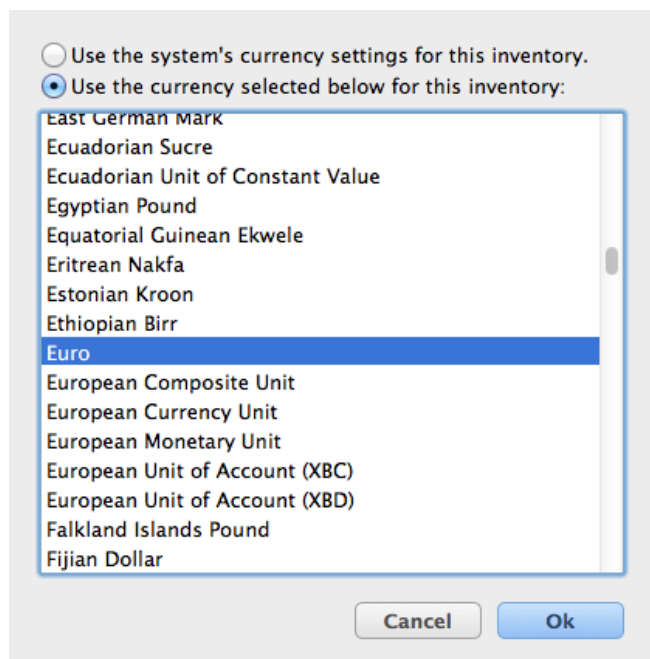 Use the system's currency settings for this inventory.
Use the currency selected below for this inventory:
East German Mark
Ecuadorian Sucre
Ecuadorian Unit of Constant Value
Egyptian Pound
Equatorial Guinean Ekwele
Eritrean Nakfa
Estonian Kroon
Ethiopian Birr
Euro
European Composite Unit
European Currency Unit
European Monetary Unit
European Unit of Account (XBC)
European Unit of Account (XBD)
Falkland Islands Pound
Fijian Dollar
Cancel Ok